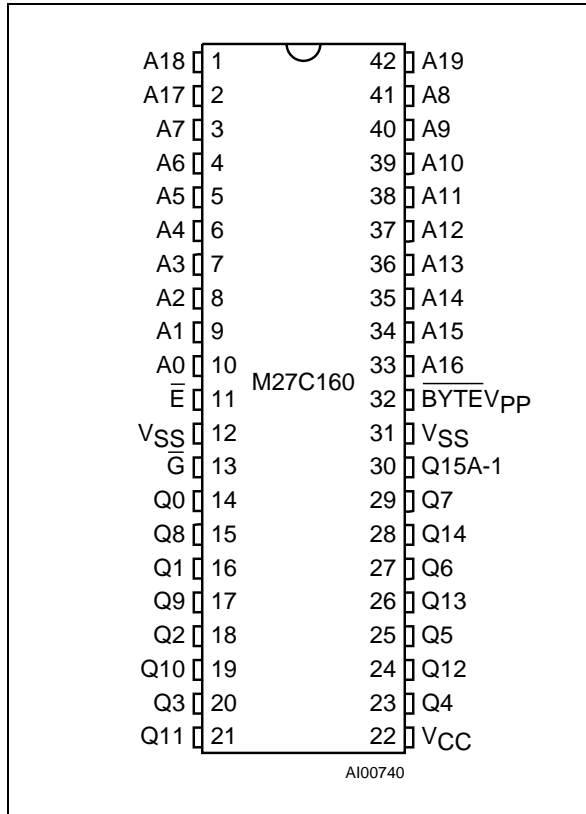 A18 1 42 A19
A17 2 41 A8
A7 3 40 A9
A6 4 39 A10
A5 5 38 A11
A4 6 37 A12
A3 7 36 A13
A2 8 35 A14
A1 9 34 A15
A0 10 33 A16
M27C160
E̅ 11 32 B̅Y̅T̅E̅VPP
VSS 12 31 VSS
G̅ 13 30 Q15A-1
Q0 14 29 Q7
Q8 15 28 Q14
Q1 16 27 Q6
Q9 17 26 Q13
Q2 18 25 Q5
Q10 19 24 Q12
Q3 20 23 Q4
Q11 21 22 VCC
AI00740